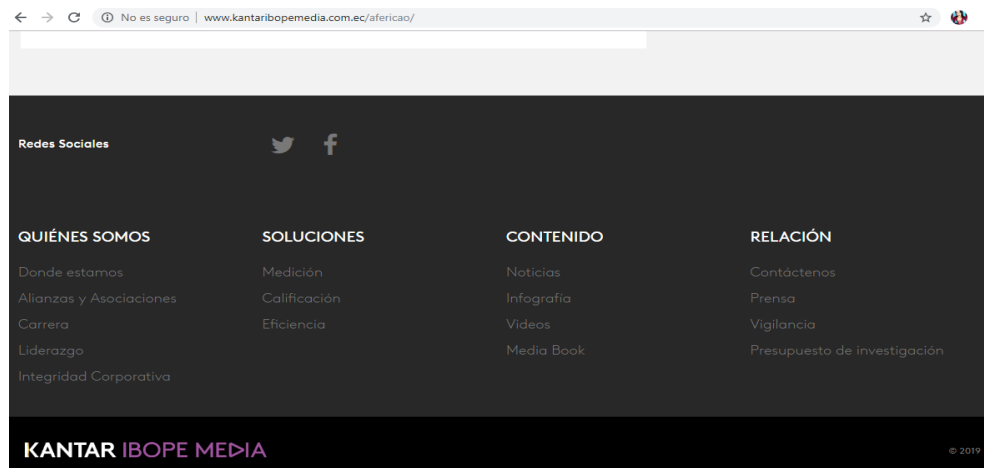 No es seguro | www.kantaribopemedia.com.ec/afericao/
Redes Sociales
QUIÉNES SOMOS
Donde estamos
Alianzas y Asociaciones
Carrera
Liderazgo
Integridad Corporativa
SOLUCIONES
Medición
Calificación
Eficiencia
CONTENIDO
Noticias
Infografía
Videos
Media Book
RELACIÓN
Contáctenos
Prensa
Vigilancia
Presupuesto de investigación
KANTAR IBOPE MEDIA
© 2019